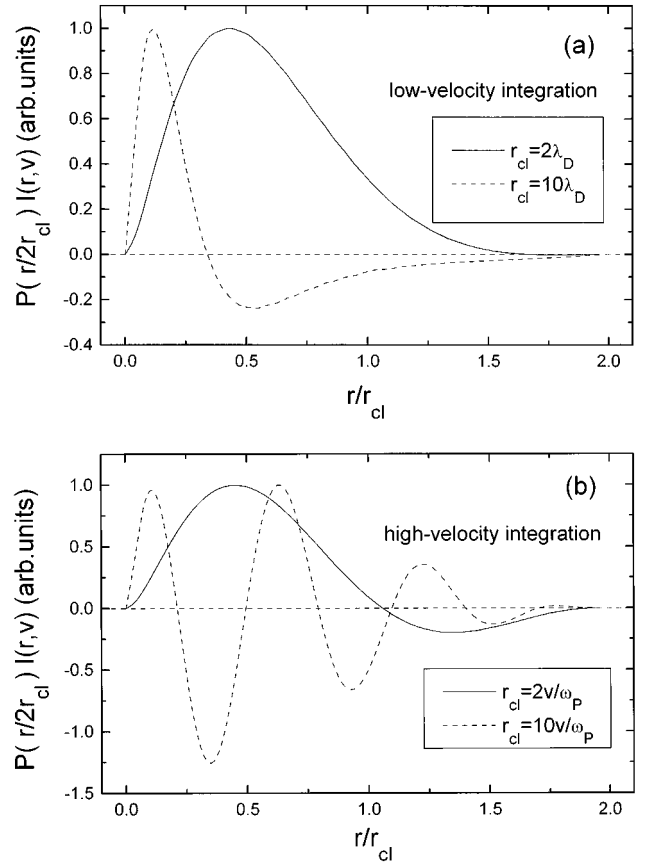 (a)
P( r/2r_cl ) I(r,v) (arb.units)
1.0
0.8
0.6
0.4
0.2
0.0
-0.2
-0.4
low-velocity integration
r_cl=2λ_D
r_cl=10λ_D
0.0 0.5 1.0 1.5 2.0
r/r_cl
(b)
P( r/2r_cl ) I(r,v) (arb.units)
1.0
0.5
0.0
-0.5
-1.0
-1.5
high-velocity integration
r_cl=2v/ω_P
r_cl=10v/ω_P
0.0 0.5 1.0 1.5 2.0
r/r_cl